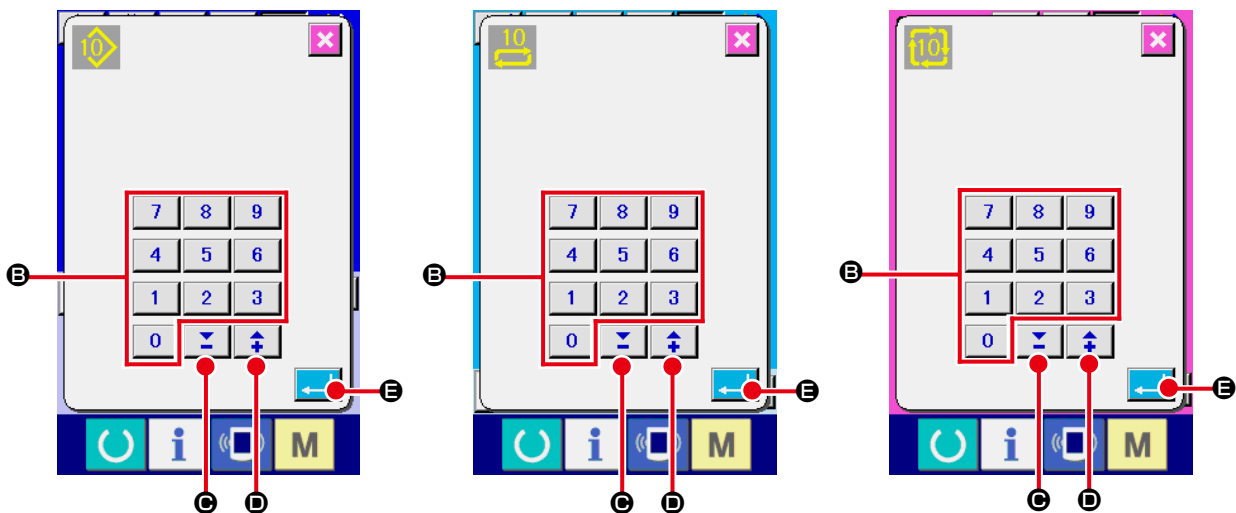 10 10 10
7 8 9 7 8 9 7 8 9
4 5 6 4 5 6 4 5 6
B B B
1 2 3 1 2 3 1 2 3
0 − + 0 − + 0 − +
E E E
i M i M i M
C D C D C D